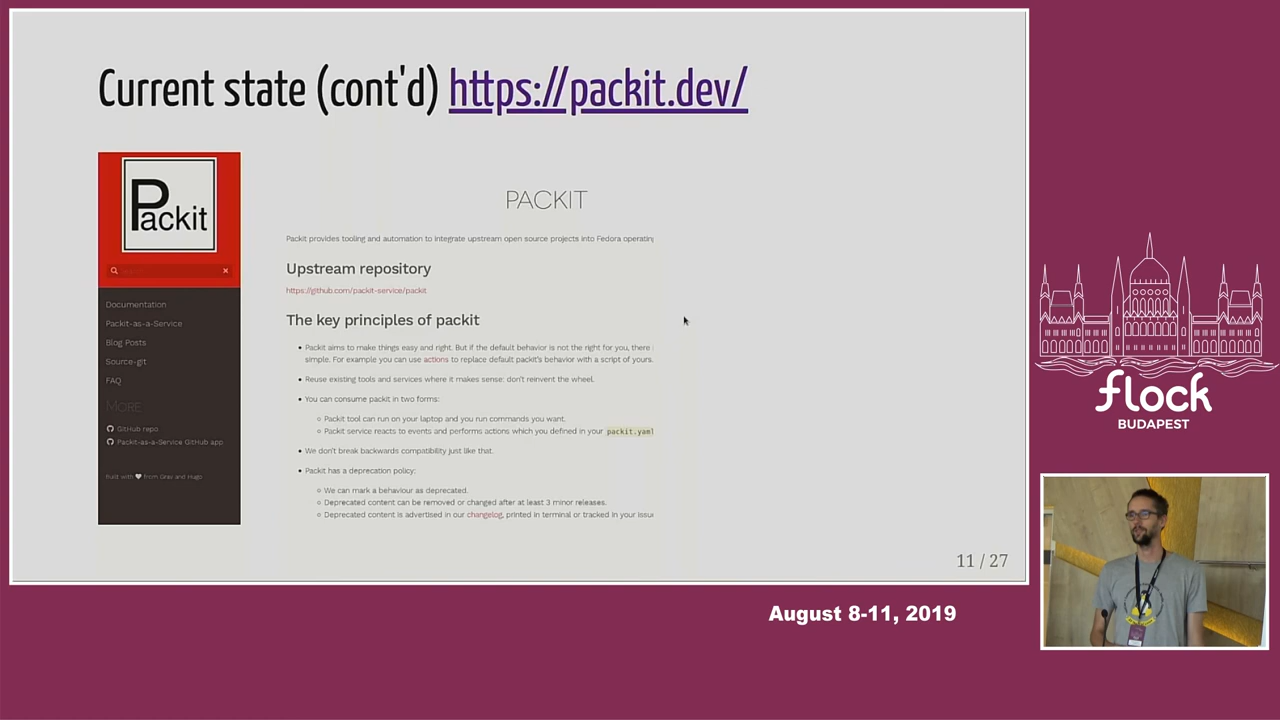 Current state (cont'd) https://packit.dev/
Packit
Documentation
Packit-as-a-Service
Blog Posts
Source-git
FAQ
More
GitHub repo
Packit-as-a-Service GitHub app
Built with ♥ from Grav and Hugo
PACKIT
Packit provides tooling and automation to integrate upstream open source projects into Fedora operating
Upstream repository
https://github.com/packit-service/packit
The key principles of packit
• Packit aims to make things easy and right. But if the default behavior is not the right for you, there i
simple. For example you can use actions to replace default packit's behavior with a script of yours.
• Reuse existing tools and services where it makes sense: don't reinvent the wheel.
• You can consume packit in two forms:
◦ Packit tool can run on your laptop and you run commands you want.
◦ Packit service reacts to events and performs actions which you defined in your packit.yaml
• We don't break backwards compatibility just like that.
• Packit has a deprecation policy:
◦ We can mark a behaviour as deprecated.
◦ Deprecated content can be removed or changed after at least 3 minor releases.
◦ Deprecated content is advertised in our changelog, printed in terminal or tracked in your issu
11 / 27
flock
BUDAPEST
August 8-11, 2019